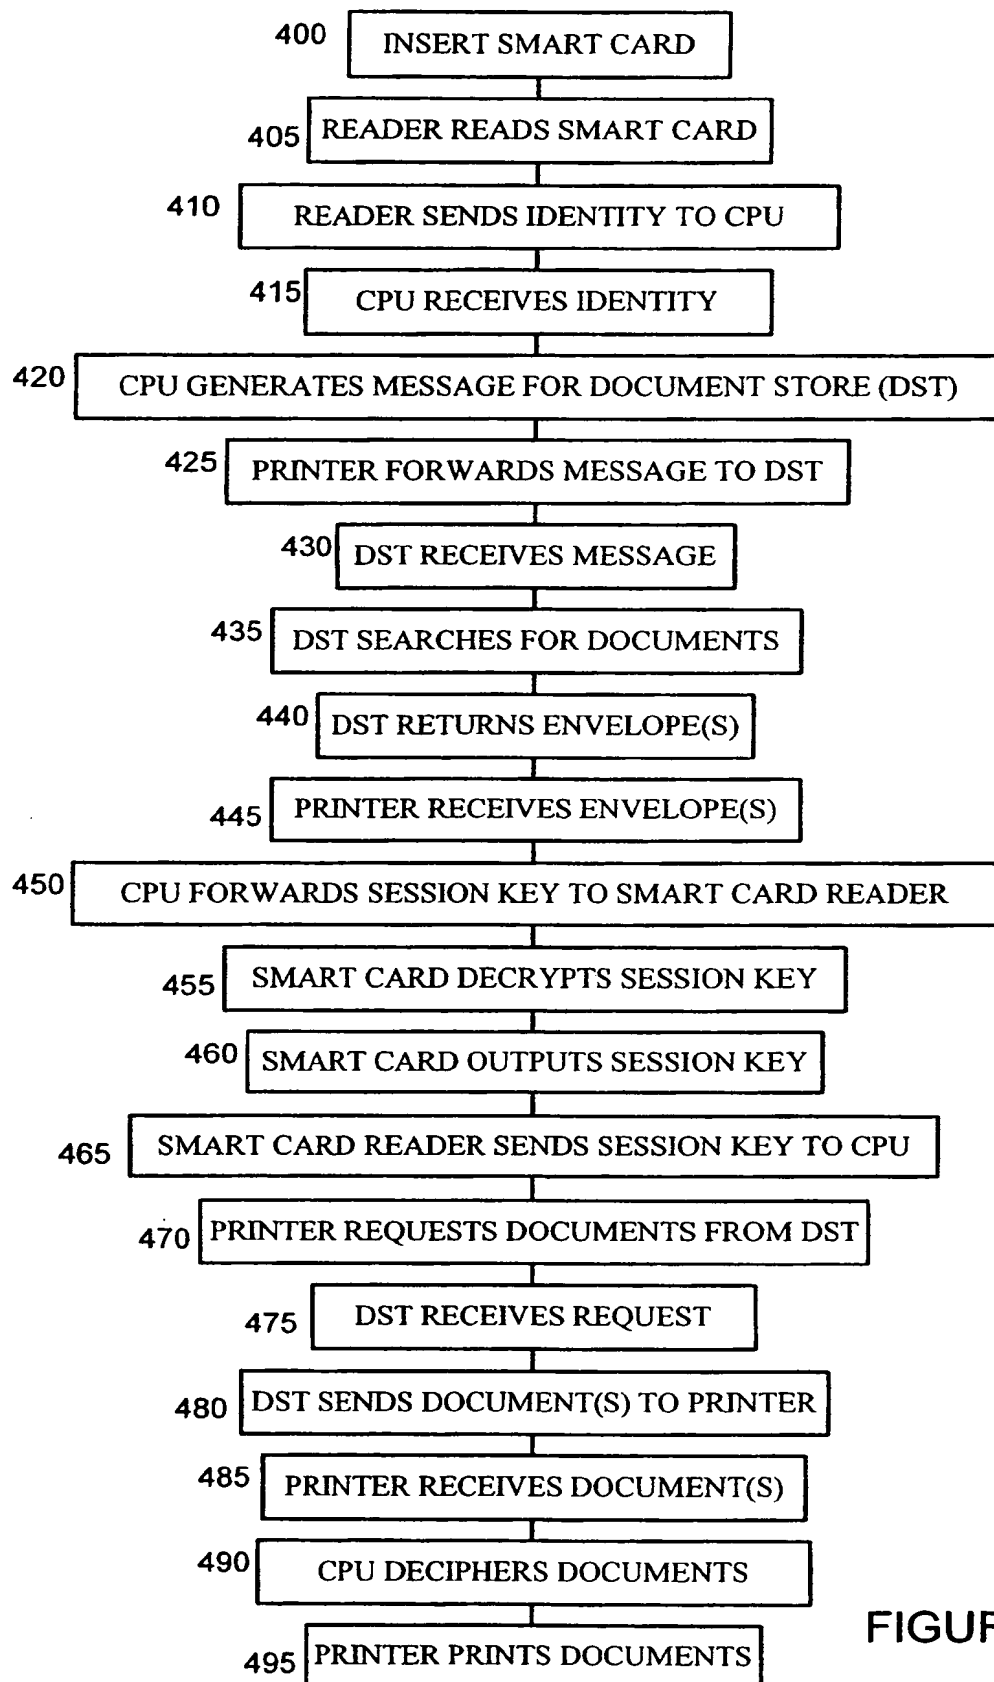 400 INSERT SMART CARD
405 READER READS SMART CARD
410 READER SENDS IDENTITY TO CPU
415 CPU RECEIVES IDENTITY
420 CPU GENERATES MESSAGE FOR DOCUMENT STORE (DST)
425 PRINTER FORWARDS MESSAGE TO DST
430 DST RECEIVES MESSAGE
435 DST SEARCHES FOR DOCUMENTS
440 DST RETURNS ENVELOPE(S)
445 PRINTER RECEIVES ENVELOPE(S)
450 CPU FORWARDS SESSION KEY TO SMART CARD READER
455 SMART CARD DECRYPTS SESSION KEY
460 SMART CARD OUTPUTS SESSION KEY
465 SMART CARD READER SENDS SESSION KEY TO CPU
470 PRINTER REQUESTS DOCUMENTS FROM DST
475 DST RECEIVES REQUEST
480 DST SENDS DOCUMENT(S) TO PRINTER
485 PRINTER RECEIVES DOCUMENT(S)
490 CPU DECIPHERS DOCUMENTS
495 PRINTER PRINTS DOCUMENTS